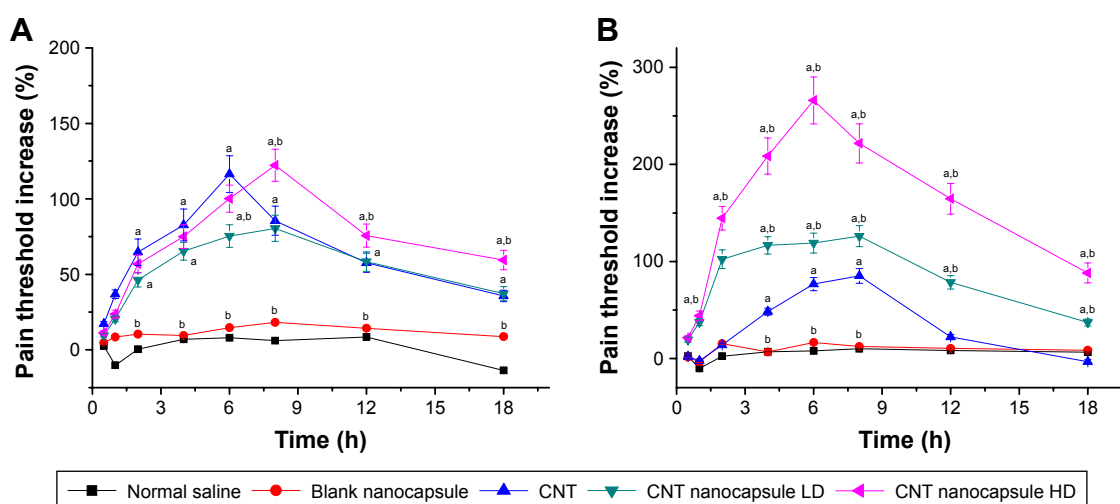 A
Pain threshold increase (%)
200
150
100
50
0
a
a
a
a
a,b
a
a,b
a,b
a
a
a
a,b
a
b
b
b
b
b
b
0
3
6
9
12
15
18
Time (h)
B
Pain threshold increase (%)
300
200
100
0
a,b
a,b
a,b
a,b
a,b
a,b
a,b
a,b
a,b
a,b
a,b
a,b
a
a
a
b
b
b
0
3
6
9
12
15
18
Time (h)
Normal saline Blank nanocapsule CNT CNT nanocapsule LD CNT nanocapsule HD